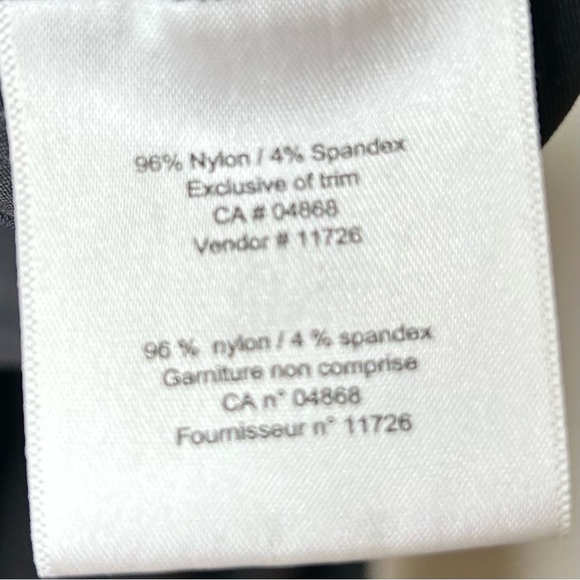 96% Nylon / 4% Spandex
Exclusive of trim
CA # 04868
Vendor # 11726
96 % nylon / 4 % spandex
Garniture non comprise
CA n° 04868
Fournisseur n° 11726